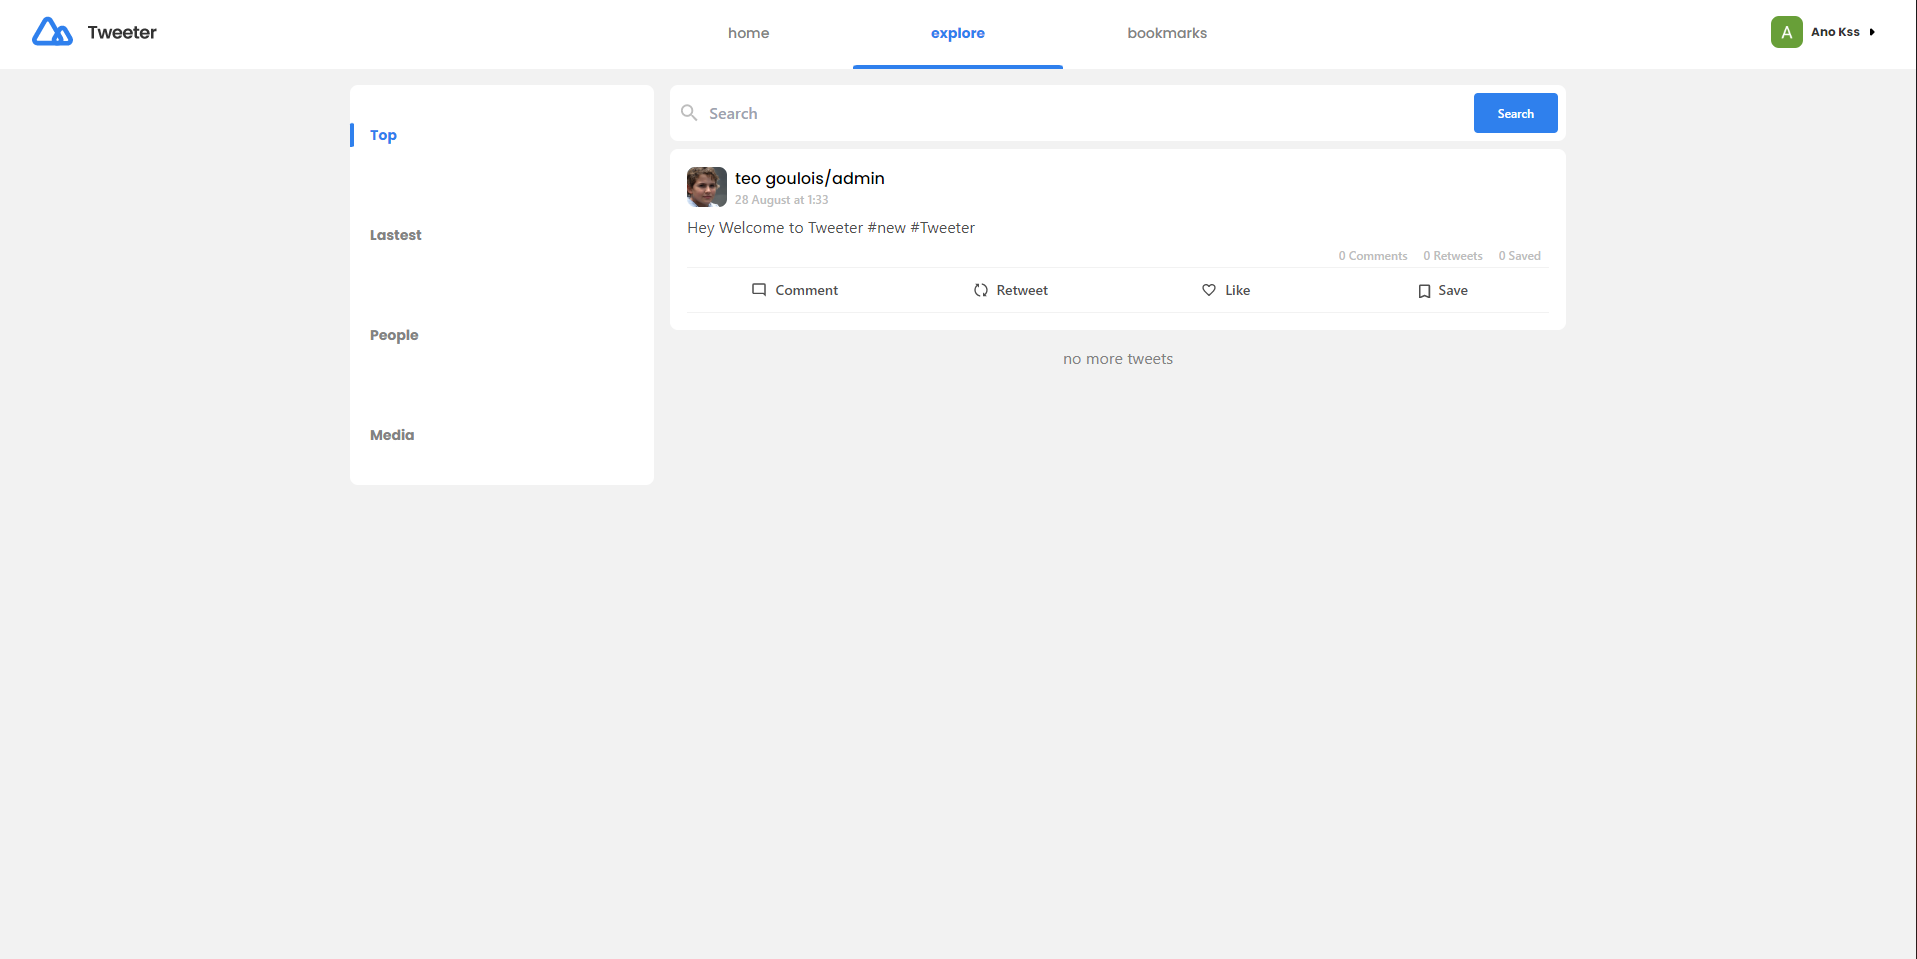 Tweeter
home
explore
bookmarks
A
Ano Kss
Top
Lastest
People
Media
Search
Search
teo goulois/admin
28 August at 1:33
Hey Welcome to Tweeter #new #Tweeter
0 Comments 0 Retweets 0 Saved
Comment Retweet Like Save
no more tweets